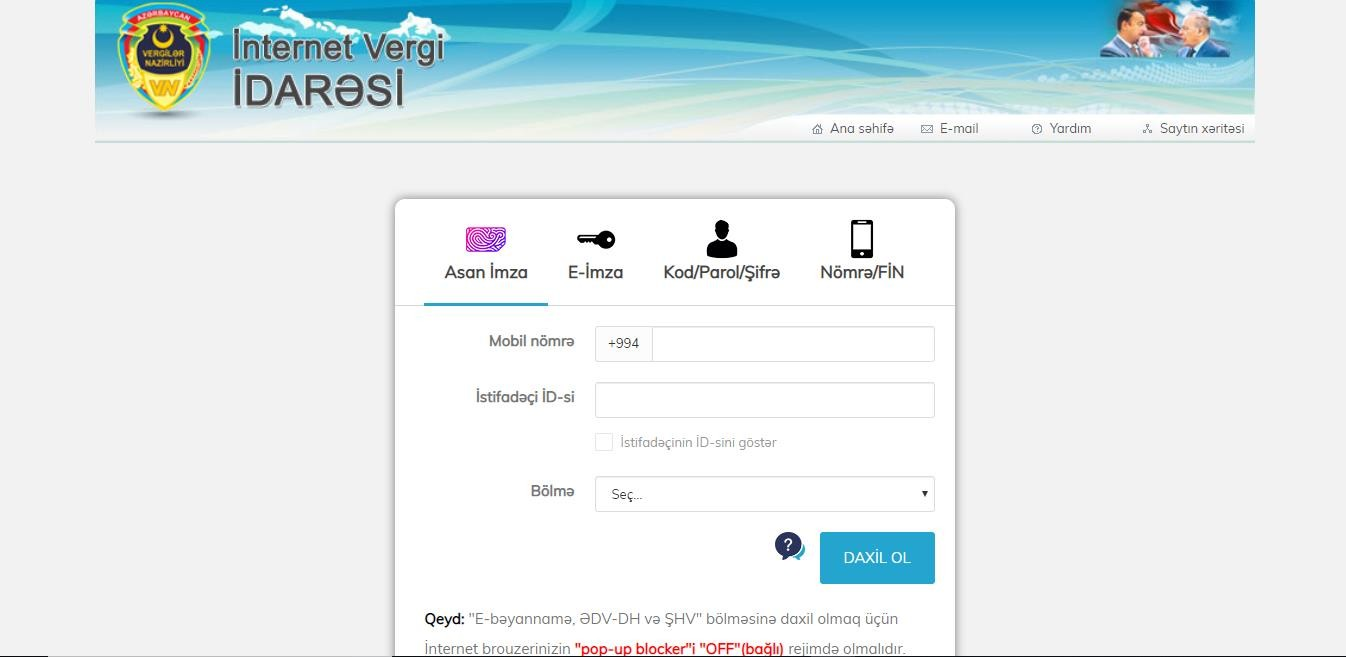 AZƏRBAYCAN
VERGİLƏR
NAZİRLİYİ
VN
İnternet Vergi
İDARƏSİ
Ana səhifə E-mail Yardım Saytın xəritəsi
Asan İmza E-İmza Kod/Parol/Şifrə Nömrə/FİN
Mobil nömrə +994
İstifadəçi İD-si
İstifadəçinin İD-sini göstər
Bölmə Seç...
? DAXİL OL
Qeyd: "E-bəyannamə, ƏDV-DH və ŞHV" bölməsinə daxil olmaq üçün
İnternet brouzerinizin "pop-up blocker"i "OFF"(bağlı) rejimdə olmalıdır.